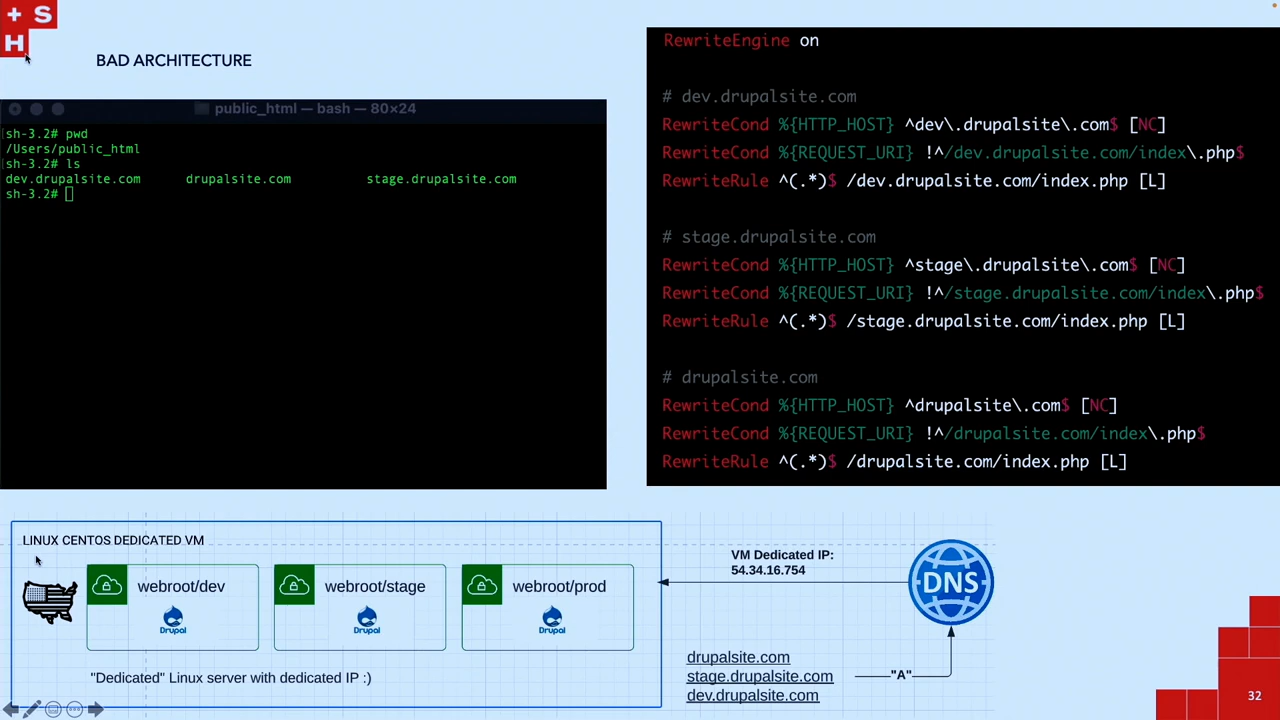 + S
H
BAD ARCHITECTURE
public_html — bash — 80×24
sh-3.2# pwd
/Users/public_html
sh-3.2# ls
dev.drupalsite.com drupalsite.com stage.drupalsite.com
sh-3.2#
RewriteEngine on
# dev.drupalsite.com
RewriteCond %{HTTP_HOST} ^dev\.drupalsite\.com$ [NC]
RewriteCond %{REQUEST_URI} !^/dev.drupalsite.com/index\.php$
RewriteRule ^(.*)$ /dev.drupalsite.com/index.php [L]
# stage.drupalsite.com
RewriteCond %{HTTP_HOST} ^stage\.drupalsite\.com$ [NC]
RewriteCond %{REQUEST_URI} !^/stage.drupalsite.com/index\.php$
RewriteRule ^(.*)$ /stage.drupalsite.com/index.php [L]
# drupalsite.com
RewriteCond %{HTTP_HOST} ^drupalsite\.com$ [NC]
RewriteCond %{REQUEST_URI} !^/drupalsite.com/index\.php$
RewriteRule ^(.*)$ /drupalsite.com/index.php [L]
LINUX CENTOS DEDICATED VM
webroot/dev
Drupal
webroot/stage
Drupal
webroot/prod
Drupal
"Dedicated" Linux server with dedicated IP :)
VM Dedicated IP:
54.34.16.754
DNS
drupalsite.com
stage.drupalsite.com
dev.drupalsite.com
"A"
32